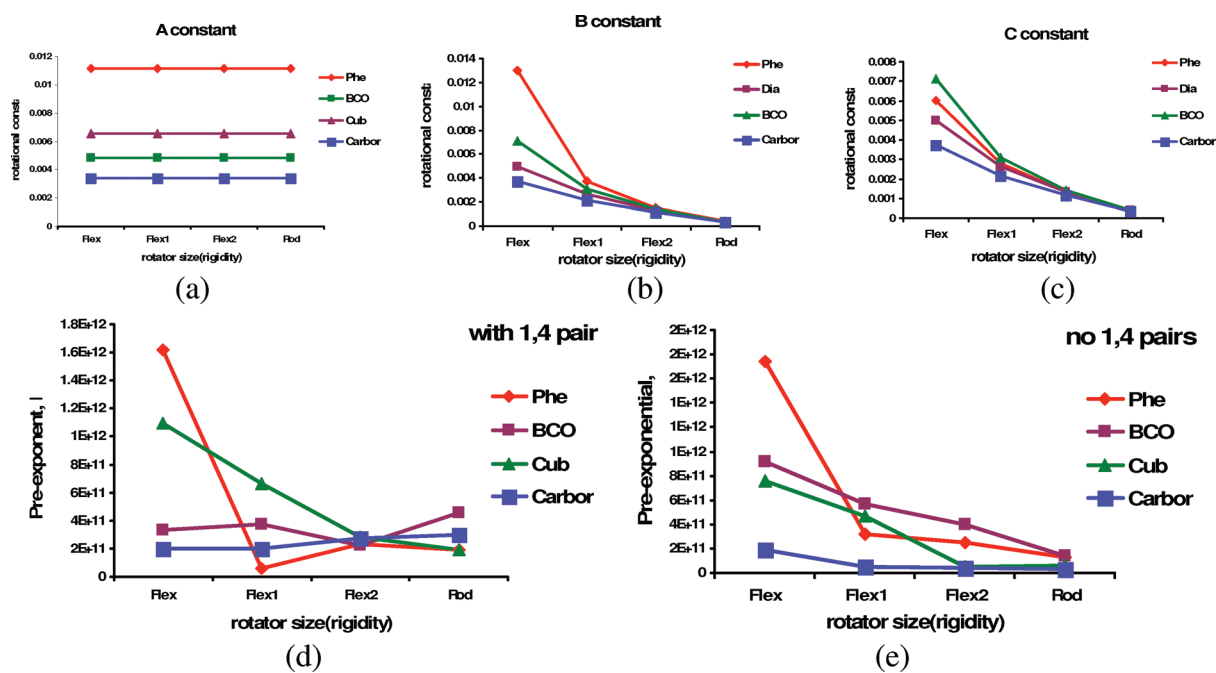 A constant
0.012
0.01
0.008
0.006
0.004
0.002
0
rotational const:
Flex Flex1 Flex2 Rod
rotator size(rigidity)
Phe
BCO
Cub
Carbor
(a)
B constant
0.014
0.012
0.01
0.008
0.006
0.004
0.002
0
rotational const:
Flex Flex1 Flex2 Rod
rotator size(rigidity)
Phe
Dia
BCO
Carbor
(b)
C constant
0.008
0.007
0.006
0.005
0.004
0.003
0.002
0.001
0
rotational const:
Flex Flex1 Flex2 Rod
rotator size(rigidity)
Phe
Dia
BCO
Carbor
(c)
with 1,4 pair
1.8E+12
1.6E+12
1.4E+12
1.2E+12
1E+12
8E+11
6E+11
4E+11
2E+11
0
Pre-exponent, l
Flex Flex1 Flex2 Rod
rotator size(rigidity)
Phe
BCO
Cub
Carbor
(d)
no 1,4 pairs
2E+12
2E+12
2E+12
1E+12
1E+12
1E+12
8E+11
6E+11
4E+11
2E+11
0
Pre-exponential,
Flex Flex1 Flex2 Rod
rotator size(rigidity)
Phe
BCO
Cub
Carbor
(e)